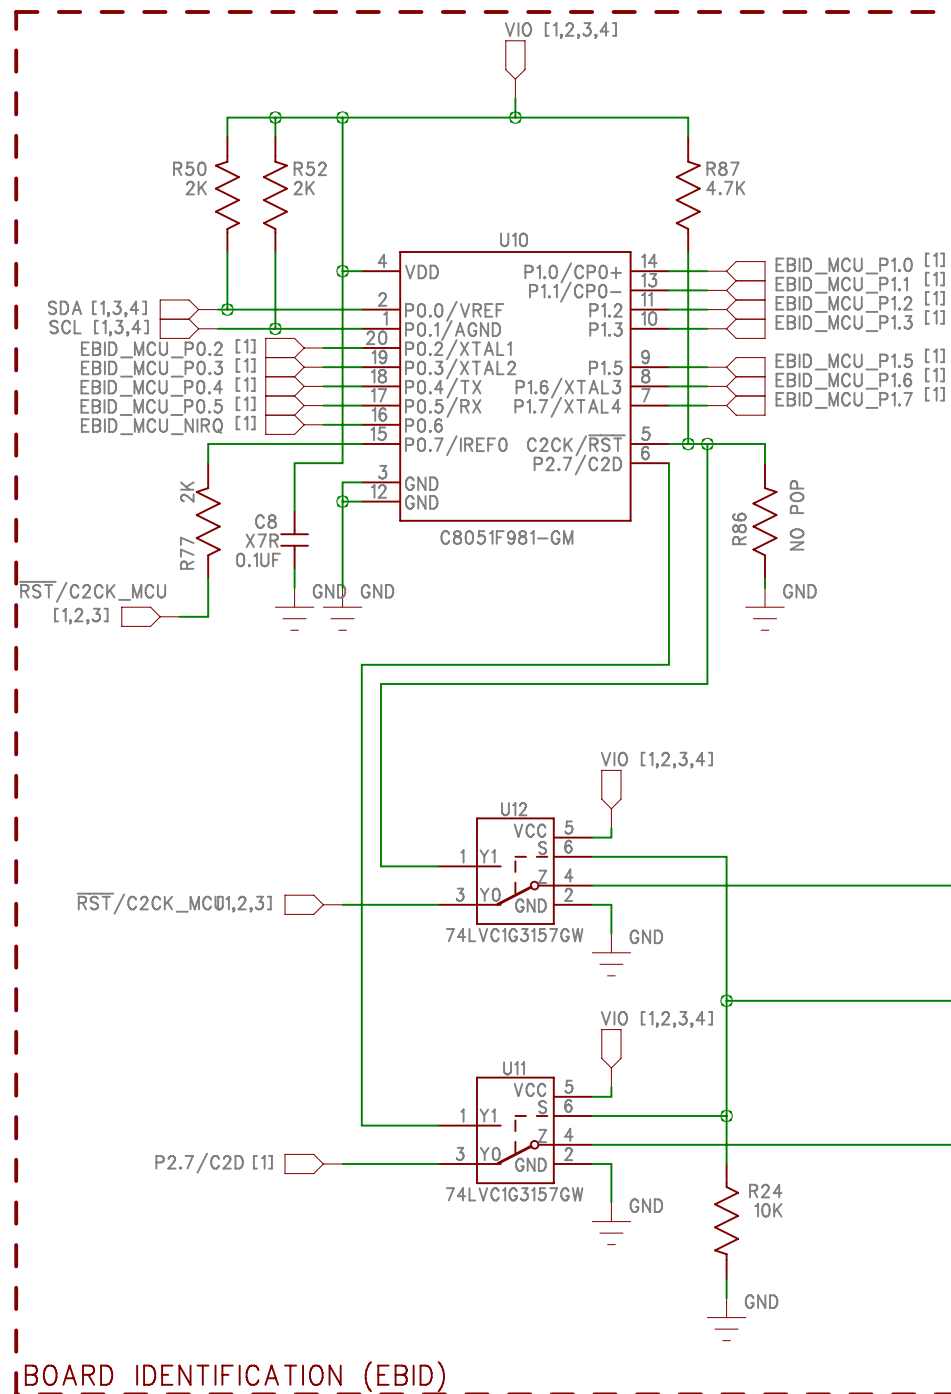 VIO [1,2,3,4]
R50
2K
R52
2K
R87
4.7K
U10
4 VDD
2 P0.0/VREF
1 P0.1/AGND
20 P0.2/XTAL1
19 P0.3/XTAL2
18 P0.4/TX
17 P0.5/RX
16 P0.6
15 P0.7/IREF0
3 GND
12 GND
P1.0/CP0+ 14
P1.1/CP0- 13
P1.2 11
P1.3 10
P1.5 9
P1.6/XTAL3 8
P1.7/XTAL4 7
C2CK/RST 5
P2.7/C2D 6
C8051F981-GM
SDA [1,3,4]
SCL [1,3,4]
EBID_MCU_P0.2 [1]
EBID_MCU_P0.3 [1]
EBID_MCU_P0.4 [1]
EBID_MCU_P0.5 [1]
EBID_MCU_NIRQ [1]
EBID_MCU_P1.0 [1]
EBID_MCU_P1.1 [1]
EBID_MCU_P1.2 [1]
EBID_MCU_P1.3 [1]
EBID_MCU_P1.5 [1]
EBID_MCU_P1.6 [1]
EBID_MCU_P1.7 [1]
2K
R77
C8
X7R
0.1UF
GND GND
R86
NO POP
GND
RST/C2CK_MCU
[1,2,3]
VIO [1,2,3,4]
U12
VCC 5
S 6
1 Y1
Z 4
3 Y0
GND 2
74LVC1G3157GW
GND
RST/C2CK_MCU[1,2,3]
VIO [1,2,3,4]
U11
VCC 5
S 6
1 Y1
Z 4
3 Y0
GND 2
74LVC1G3157GW
GND
P2.7/C2D [1]
R24
10K
GND
BOARD IDENTIFICATION (EBID)